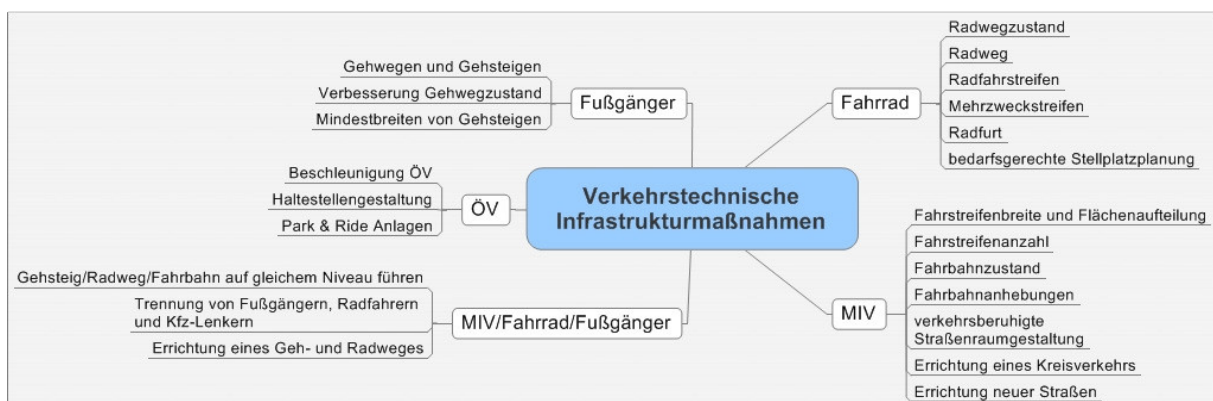 Verkehrstechnische
Infrastrukturmaßnahmen
Fußgänger
Gehwegen und Gehsteigen
Verbesserung Gehwegzustand
Mindestbreiten von Gehsteigen
ÖV
Beschleunigung ÖV
Haltestellengestaltung
Park & Ride Anlagen
MIV/Fahrrad/Fußgänger
Gehsteig/Radweg/Fahrbahn auf gleichem Niveau führen
Trennung von Fußgängern, Radfahrern
und Kfz-Lenkern
Errichtung eines Geh- und Radweges
Fahrrad
Radwegzustand
Radweg
Radfahrstreifen
Mehrzweckstreifen
Radfurt
bedarfsgerechte Stellplatzplanung
MIV
Fahrstreifenbreite und Flächenaufteilung
Fahrstreifenanzahl
Fahrbahnzustand
Fahrbahnanhebungen
verkehrsberuhigte
Straßenraumgestaltung
Errichtung eines Kreisverkehrs
Errichtung neuer Straßen